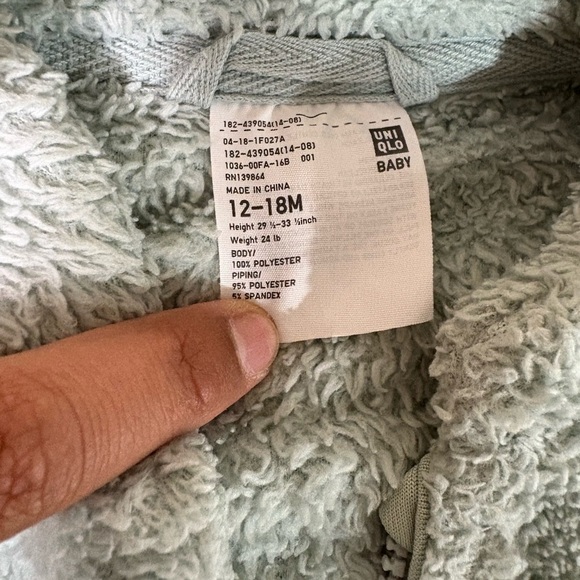 182-439054(14-08)
04-18-1F027A
182-439054(14-08)
1036-00FA-16B 001
RN139864
MADE IN CHINA
12-18M
Height 29 ½-33 ½inch
Weight 24 lb
BODY/
100% POLYESTER
PIPING/
95% POLYESTER
5% SPANDEX
UNI
QLO
BABY